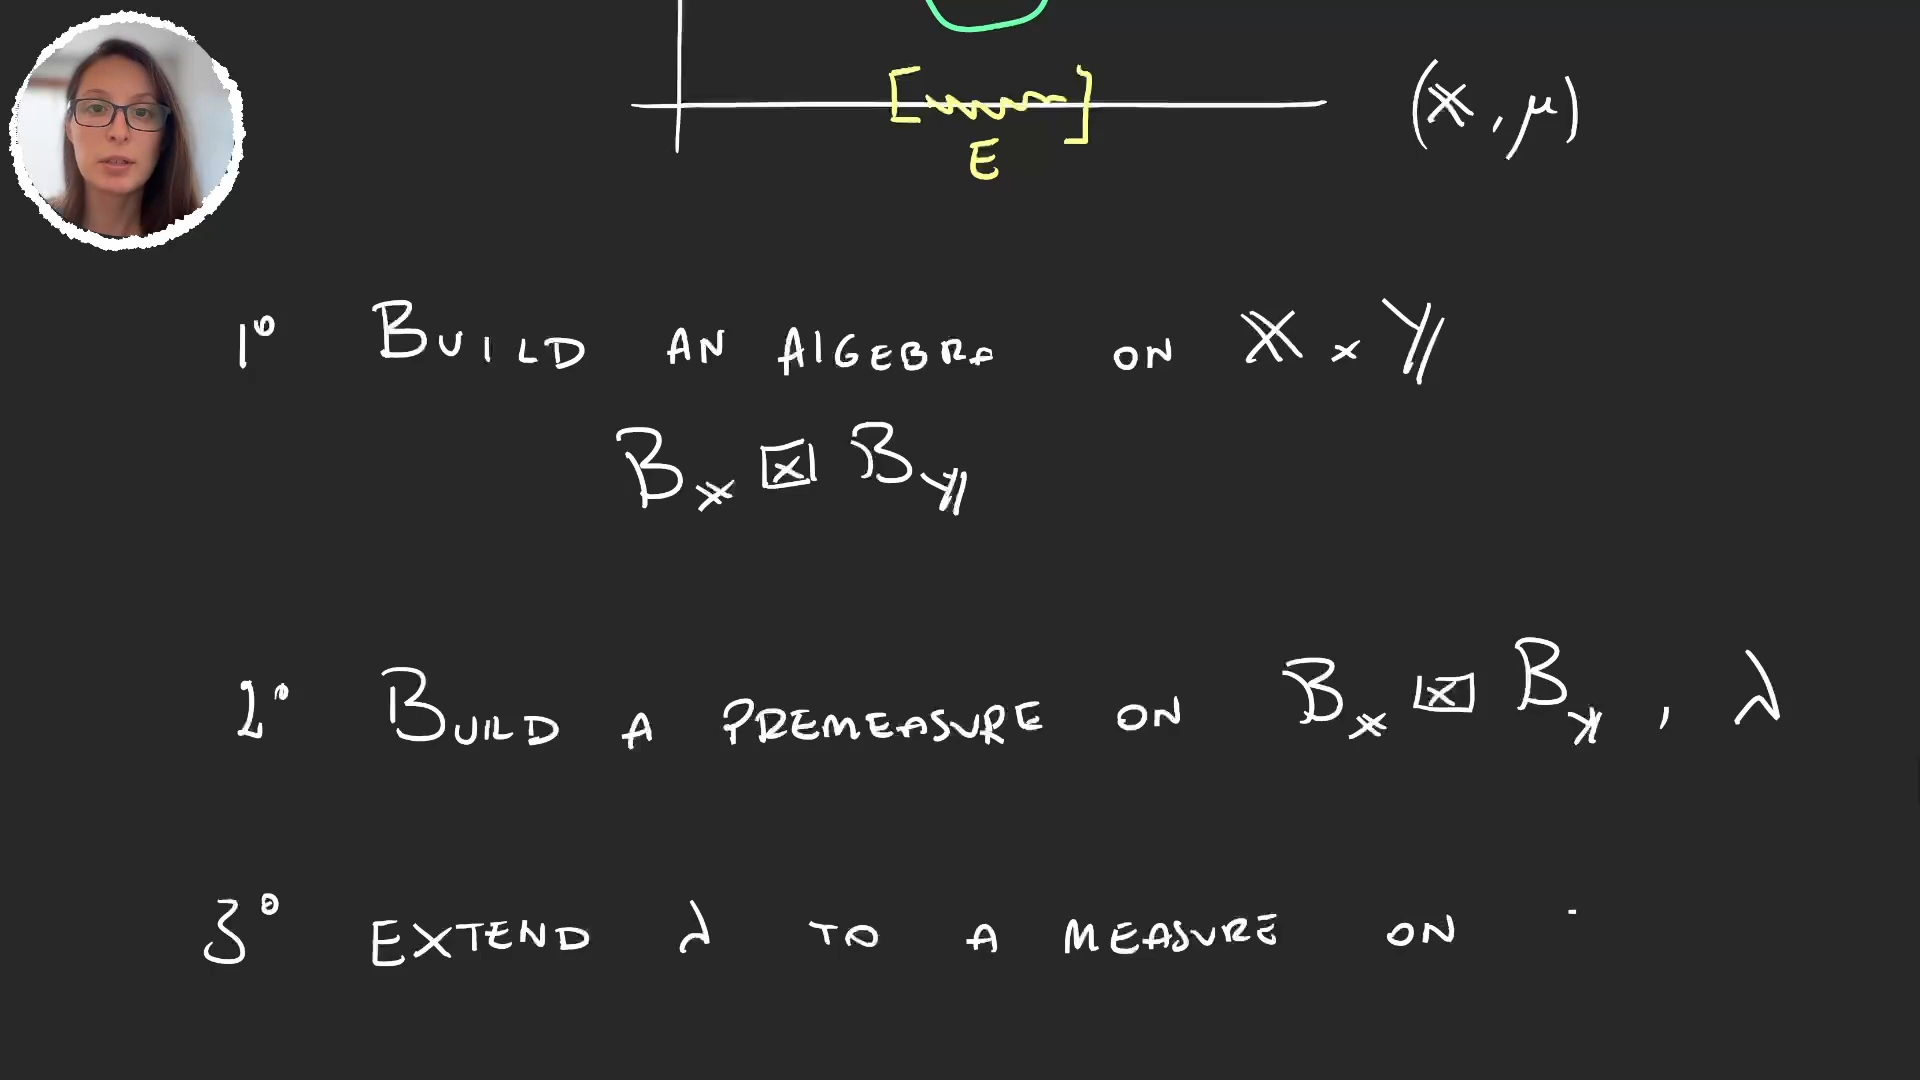 (𝕏, μ)
E
1° BUILD AN ALGEBRA ON 𝕏 × 𝕐
B_𝕏 ⊠ B_𝕐
2° BUILD A PREMEASURE ON B_𝕏 ⊠ B_𝕐, λ
3° EXTEND λ TO A MEASURE ON